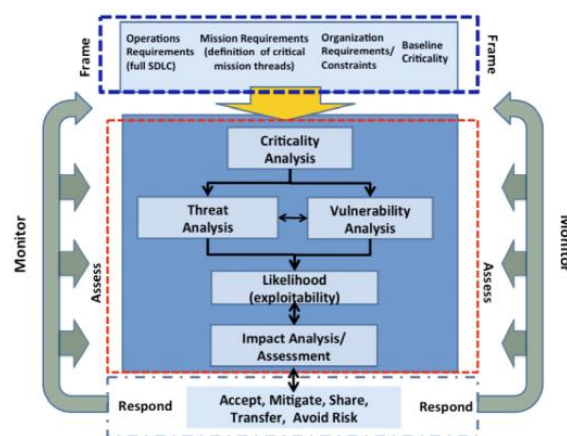 Frame
Operations
Requirements
(full SDLC)
Mission Requirements
(definition of critical
mission threads)
Organization
Requirements/
Constraints
Baseline
Criticality
Frame
Criticality
Analysis
Threat
Analysis
Vulnerability
Analysis
Likelihood
(exploitability)
Impact Analysis/
Assessment
Monitor
Assess
Assess
Monitor
Respond
Accept, Mitigate, Share,
Transfer, Avoid Risk
Respond